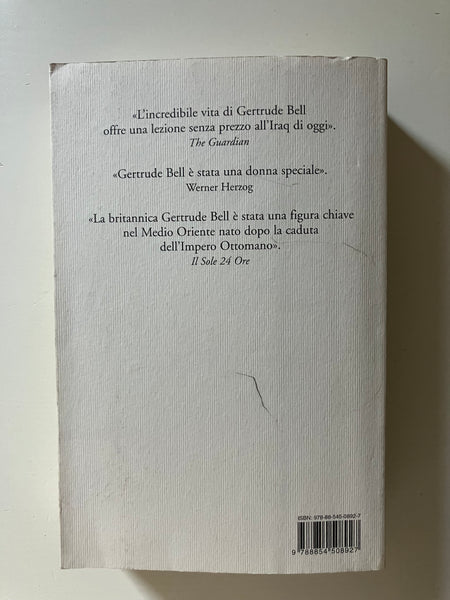 «L'incredibile vita di Gertrude Bell
offre una lezione senza prezzo all'Iraq di oggi».
The Guardian
«Gertrude Bell è stata una donna speciale».
Werner Herzog
«La britannica Gertrude Bell è stata una figura chiave
nel Medio Oriente nato dopo la caduta
dell'Impero Ottomano».
Il Sole 24 Ore
ISBN: 978-88-545-0892-7
9 788854 508927